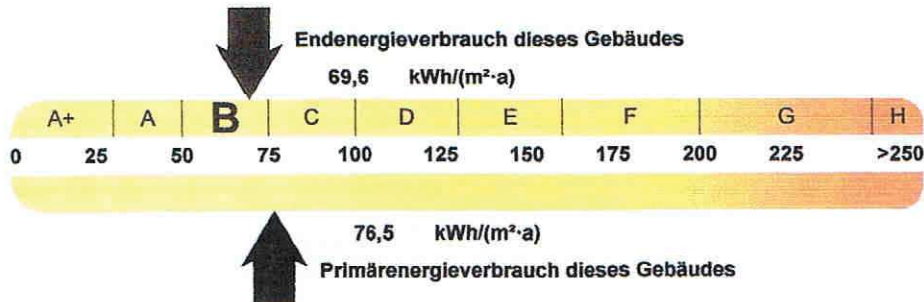 Endenergieverbrauch dieses Gebäudes
69,6 kWh/(m²·a)
A+ A B C D E F G H
0 25 50 75 100 125 150 175 200 225 >250
76,5 kWh/(m²·a)
Primärenergieverbrauch dieses Gebäudes